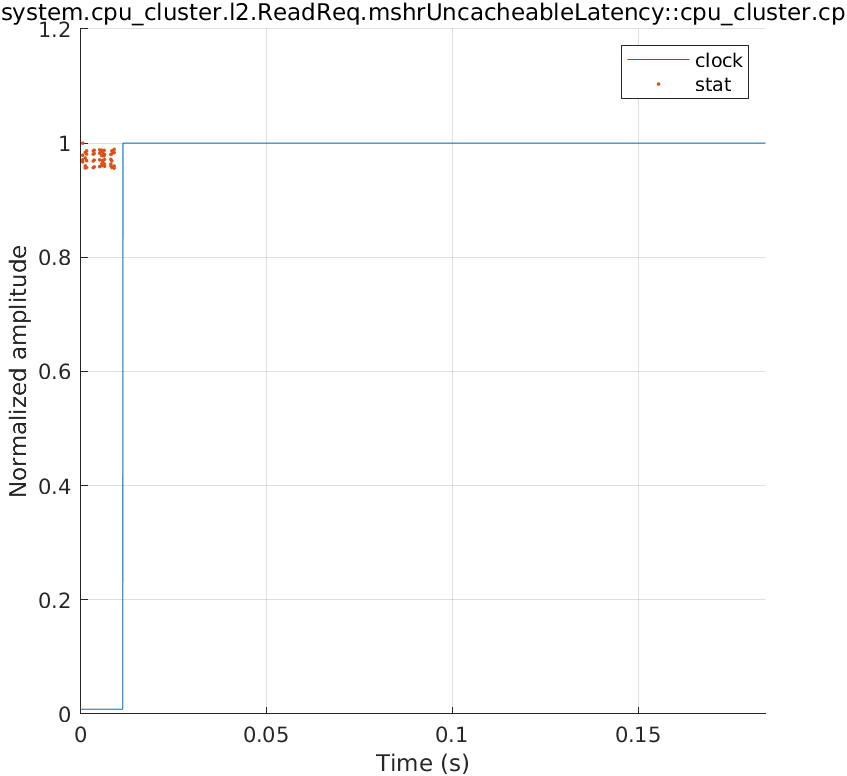 system.cpu_cluster.l2.ReadReq.mshrUncacheableLatency::cpu_cluster.cp
1.2
clock
stat
1
0.8
0.6
0.4
0.2
0
Normalized amplitude
0
0.05
0.1
0.15
Time (s)